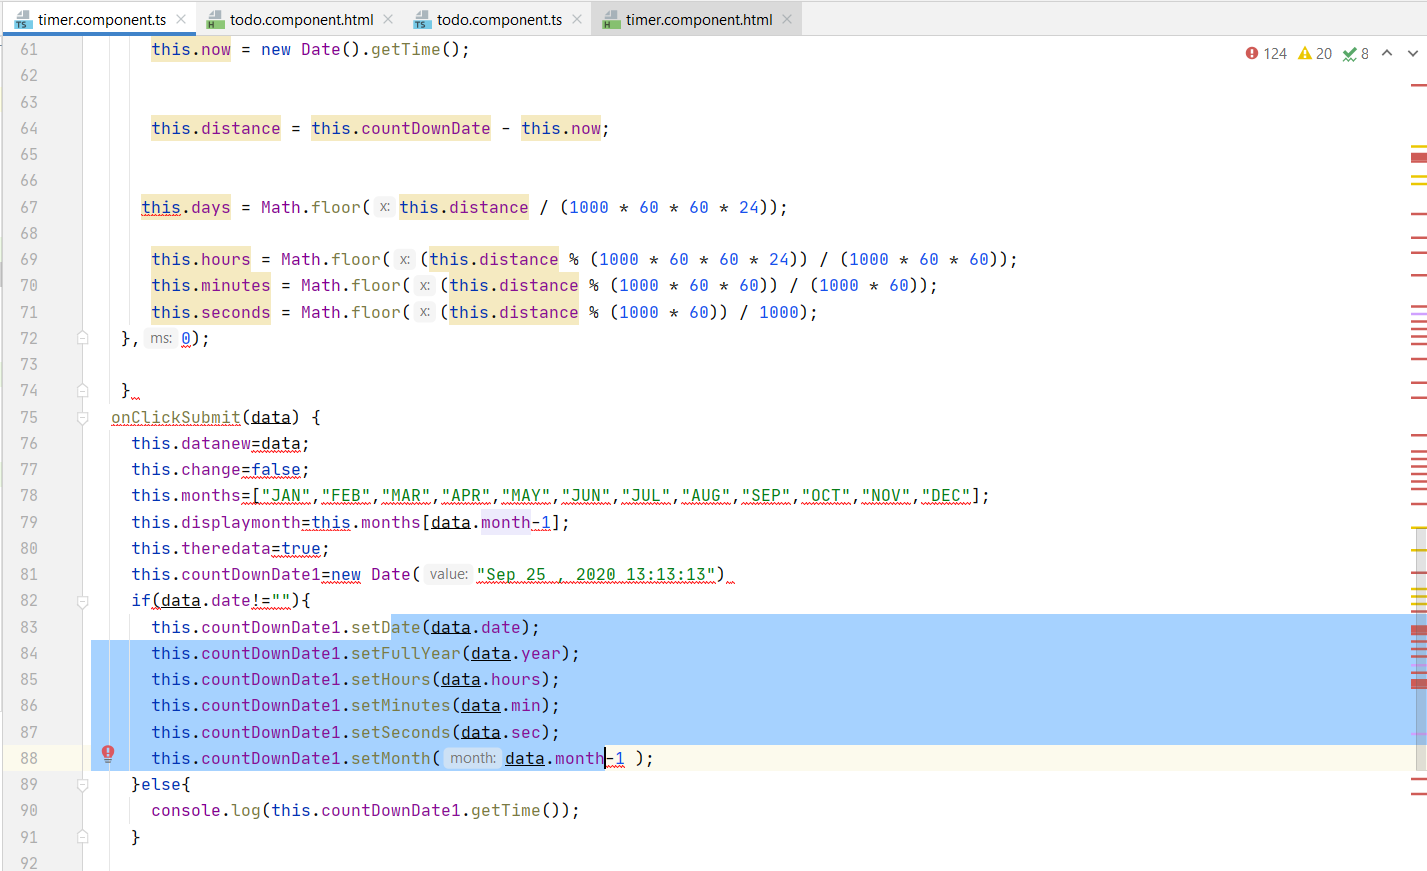 timer.component.ts × todo.component.html × todo.component.ts × timer.component.html ×
124 20 8
61 this.now = new Date().getTime();
62
63
64 this.distance = this.countDownDate - this.now;
65
66
67 this.days = Math.floor( x: this.distance / (1000 * 60 * 60 * 24));
68
69 this.hours = Math.floor( x: (this.distance % (1000 * 60 * 60 * 24)) / (1000 * 60 * 60));
70 this.minutes = Math.floor( x: (this.distance % (1000 * 60 * 60)) / (1000 * 60));
71 this.seconds = Math.floor( x: (this.distance % (1000 * 60)) / 1000);
72 }, ms: 0);
73
74 }
75 onClickSubmit(data) {
76 this.datanew=data;
77 this.change=false;
78 this.months=["JAN","FEB","MAR","APR","MAY","JUN","JUL","AUG","SEP","OCT","NOV","DEC"];
79 this.displaymonth=this.months[data.month-1];
80 this.theredata=true;
81 this.countDownDate1=new Date( value: "Sep 25 , 2020 13:13:13")
82 if(data.date!=""){
83 this.countDownDate1.setDate(data.date);
84 this.countDownDate1.setFullYear(data.year);
85 this.countDownDate1.setHours(data.hours);
86 this.countDownDate1.setMinutes(data.min);
87 this.countDownDate1.setSeconds(data.sec);
88 this.countDownDate1.setMonth( month: data.month-1 );
89 }else{
90 console.log(this.countDownDate1.getTime());
91 }
92